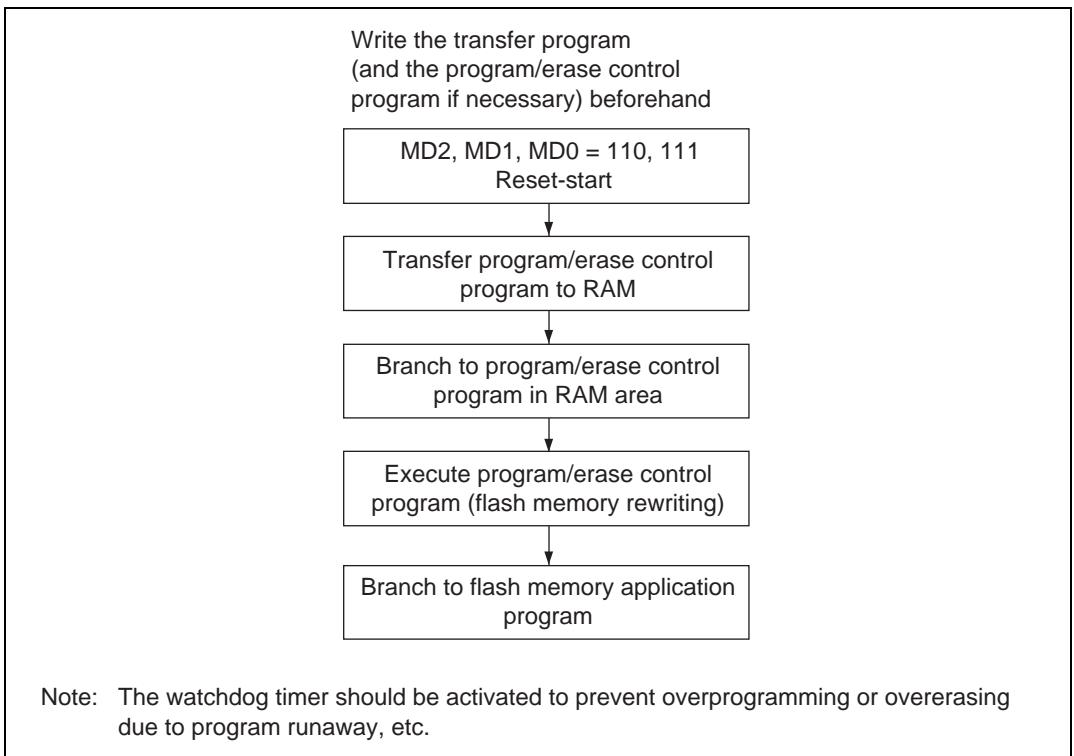 Write the transfer program
(and the program/erase control
program if necessary) beforehand
MD2, MD1, MD0 = 110, 111
Reset-start
Transfer program/erase control
program to RAM
Branch to program/erase control
program in RAM area
Execute program/erase control
program (flash memory rewriting)
Branch to flash memory application
program
Note: The watchdog timer should be activated to prevent overprogramming or overerasing
due to program runaway, etc.